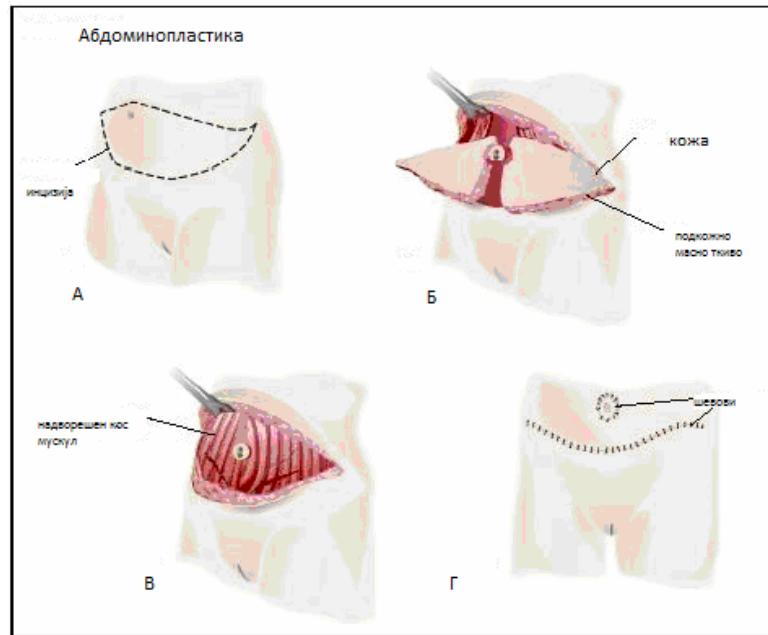 Абдоминопластика
инцизија
А
кожа
подкожно
масно ткиво
Б
надворешен кос
мускул
В
шевови
Г